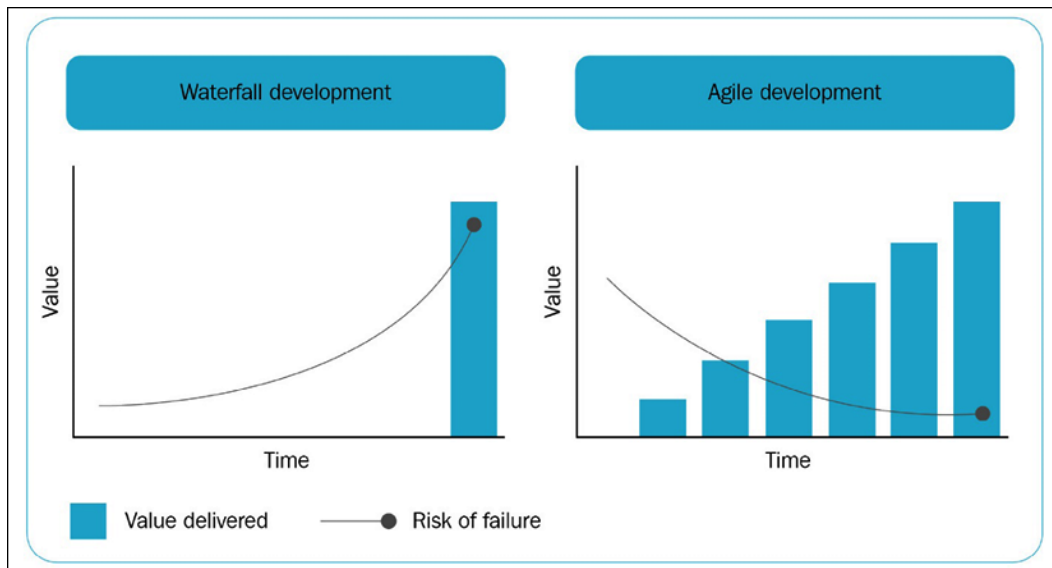 Waterfall development
Agile development
Value
Time
Value
Time
Value delivered
Risk of failure